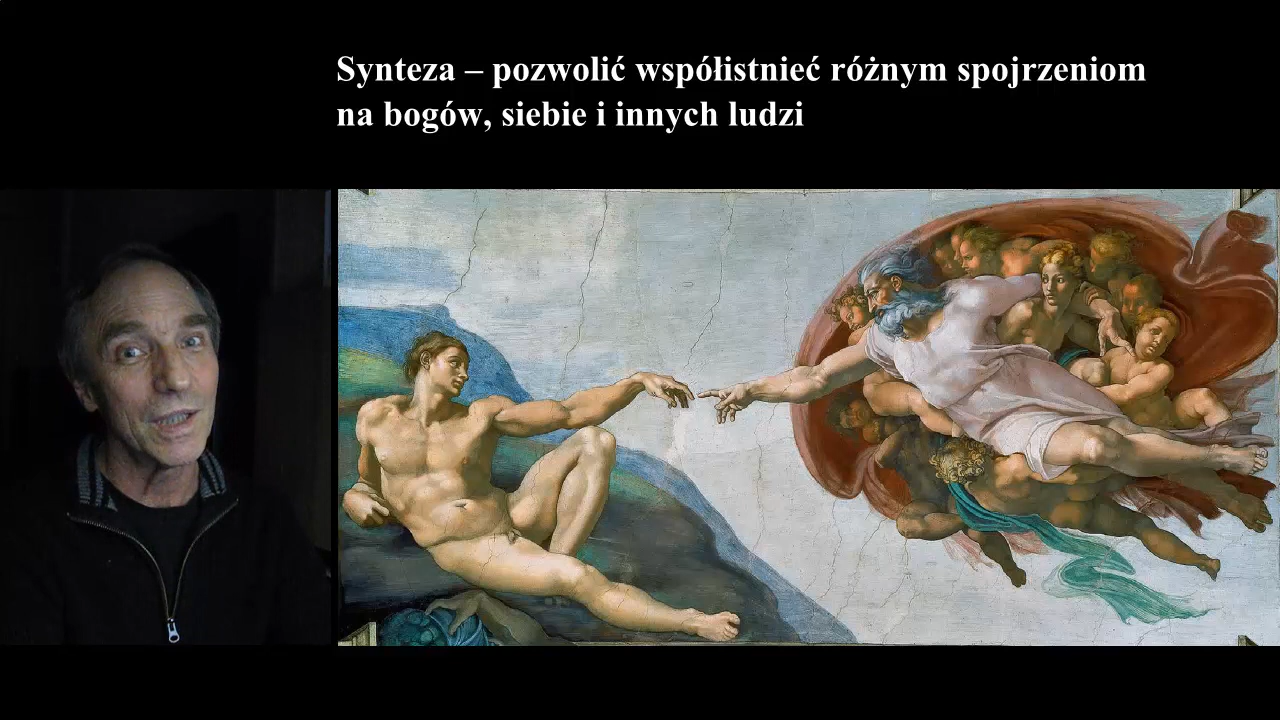 Synteza – pozwolić współistnieć różnym spojrzeniom
na bogów, siebie i innych ludzi